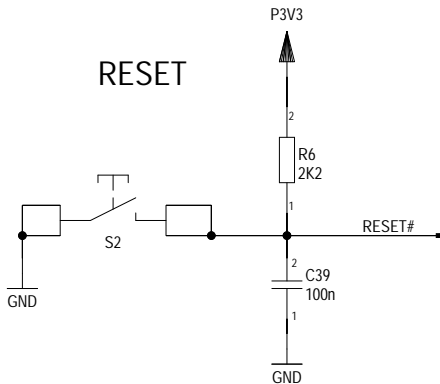 P3V3
RESET
2
R6
2K2
1
RESET#
S2
2
C39
100n
1
GND
GND